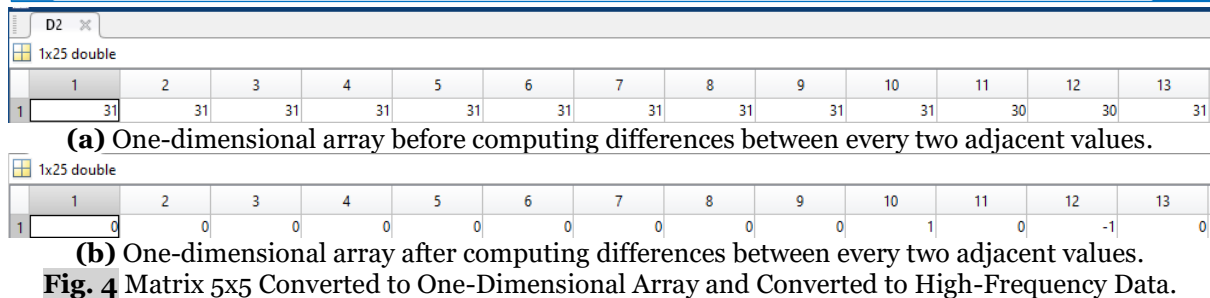 D2
1x25 double
1 2 3 4 5 6 7 8 9 10 11 12 13
1 31 31 31 31 31 31 31 31 31 31 30 30 31
(a) One-dimensional array before computing differences between every two adjacent values.
1x25 double
1 2 3 4 5 6 7 8 9 10 11 12 13
1 0 0 0 0 0 0 0 0 0 1 0 -1 0
(b) One-dimensional array after computing differences between every two adjacent values.
Fig. 4 Matrix 5x5 Converted to One-Dimensional Array and Converted to High-Frequency Data.